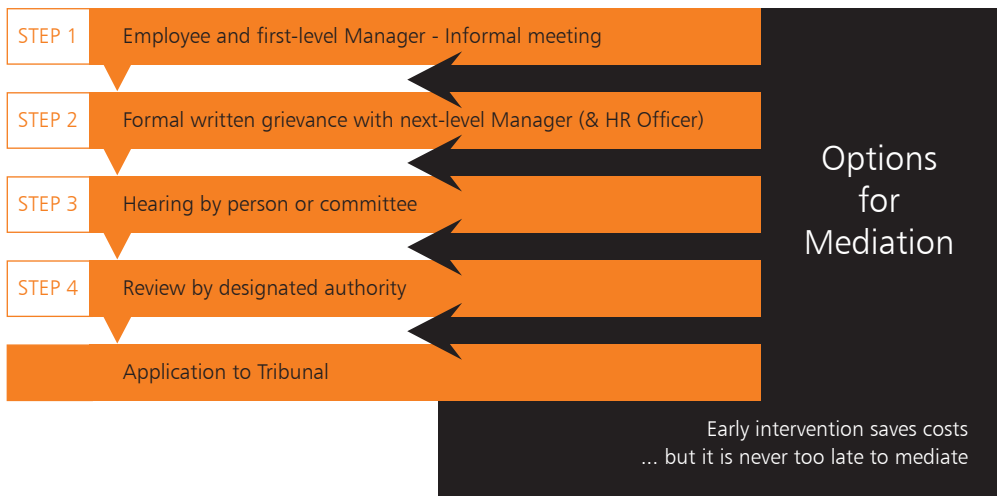 STEP 1
Employee and first-level Manager - Informal meeting
STEP 2
Formal written grievance with next-level Manager (& HR Officer)
STEP 3
Hearing by person or committee
STEP 4
Review by designated authority
Application to Tribunal
Options
for
Mediation
Early intervention saves costs
... but it is never too late to mediate